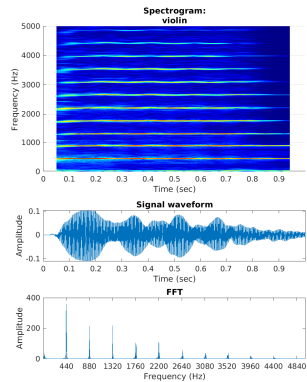 Spectrogram:
violin
5000
4000
3000
2000
1000
0
Frequency (Hz)
0 0.1 0.2 0.3 0.4 0.5 0.6 0.7 0.8 0.9
Time (sec)
Signal waveform
0.1
0
-0.1
Amplitude
0 0.1 0.2 0.3 0.4 0.5 0.6 0.7 0.8 0.9
Time (sec)
FFT
400
200
0
Amplitude
440 880 1320 1760 2200 2640 3080 3520 3960 4400 4840
Frequency (Hz)